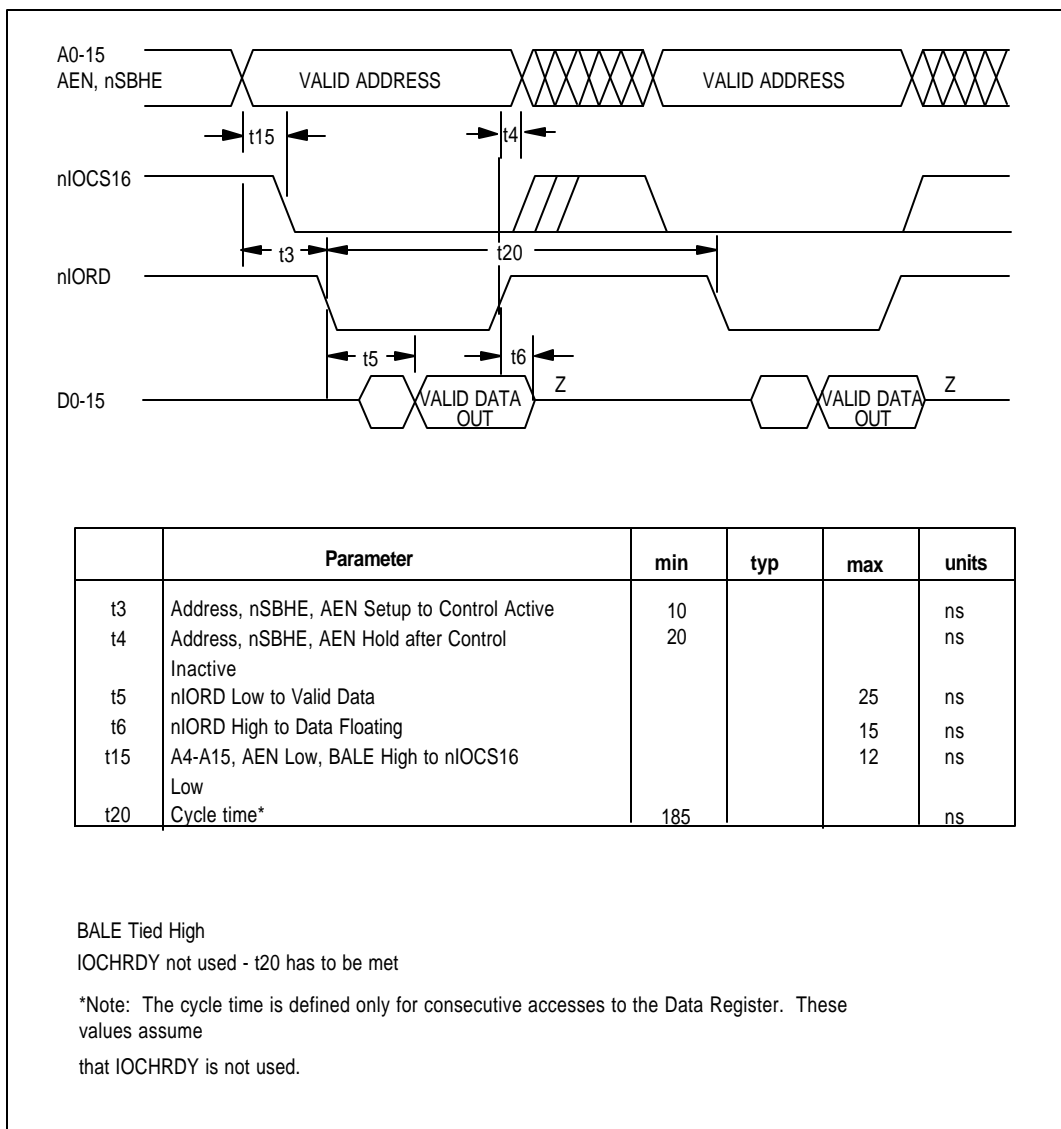 A0-15
AEN, nSBHE
VALID ADDRESS
VALID ADDRESS
t15
t4
nIOCS16
t3
t20
nIORD
t5
t6
D0-15
VALID DATA
OUT
Z
VALID DATA
OUT
Z
Parameter min typ max units
t3 Address, nSBHE, AEN Setup to Control Active 10 ns
t4 Address, nSBHE, AEN Hold after Control 20 ns
Inactive
t5 nIORD Low to Valid Data 25 ns
t6 nIORD High to Data Floating 15 ns
t15 A4-A15, AEN Low, BALE High to nIOCS16 12 ns
Low
t20 Cycle time* 185 ns
BALE Tied High
IOCHRDY not used - t20 has to be met
*Note: The cycle time is defined only for consecutive accesses to the Data Register. These
values assume
that IOCHRDY is not used.